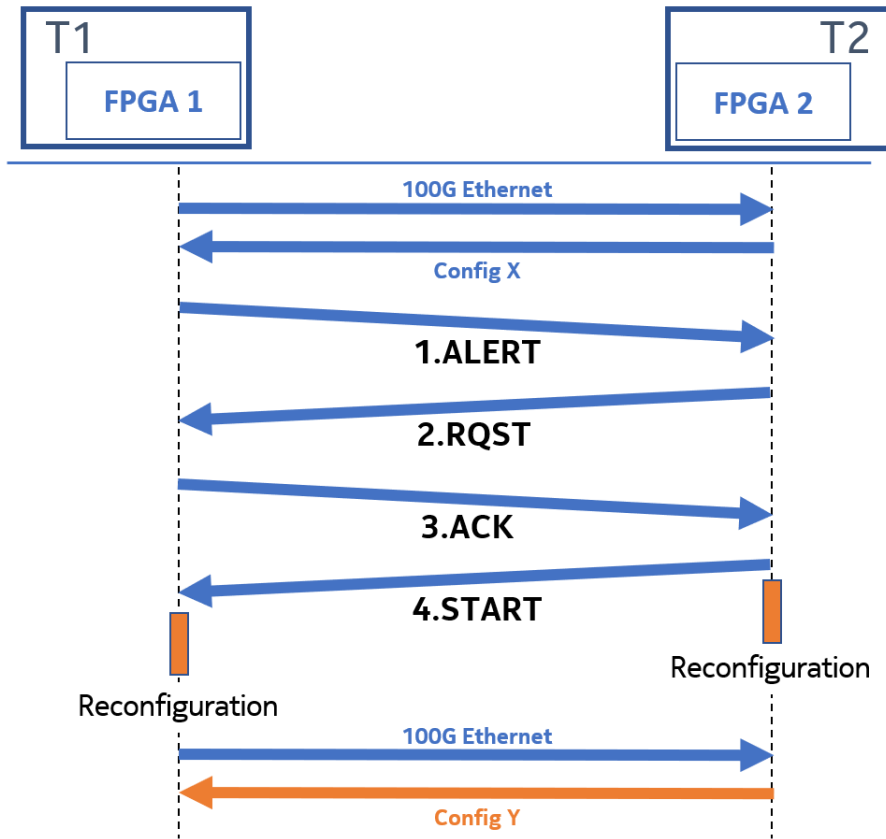 T1
T2
FPGA 1
FPGA 2
100G Ethernet
Config X
1.ALERT
2.RQST
3.ACK
4.START
Reconfiguration
Reconfiguration
100G Ethernet
Config Y